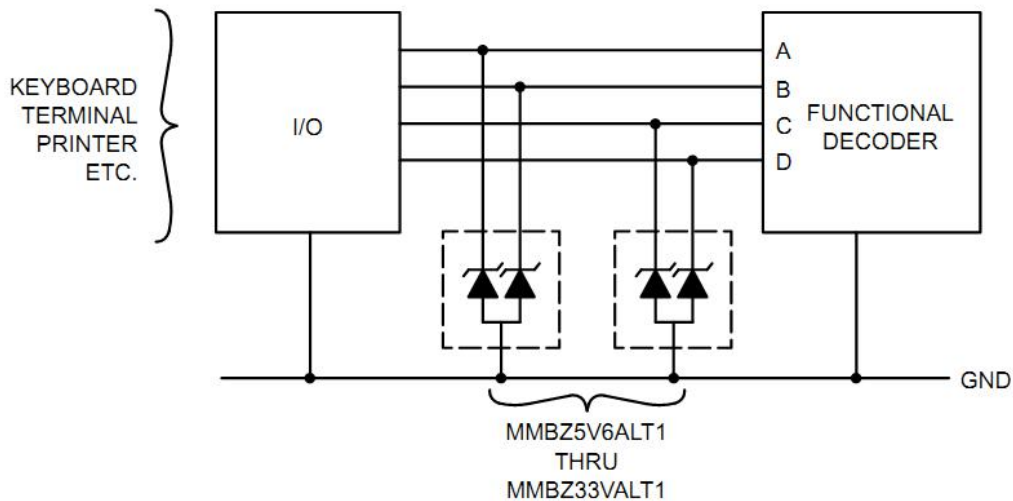 KEYBOARD
TERMINAL
PRINTER
ETC.
I/O
A
B
C
D
FUNCTIONAL
DECODER
GND
MMBZ5V6ALT1
THRU
MMBZ33VALT1